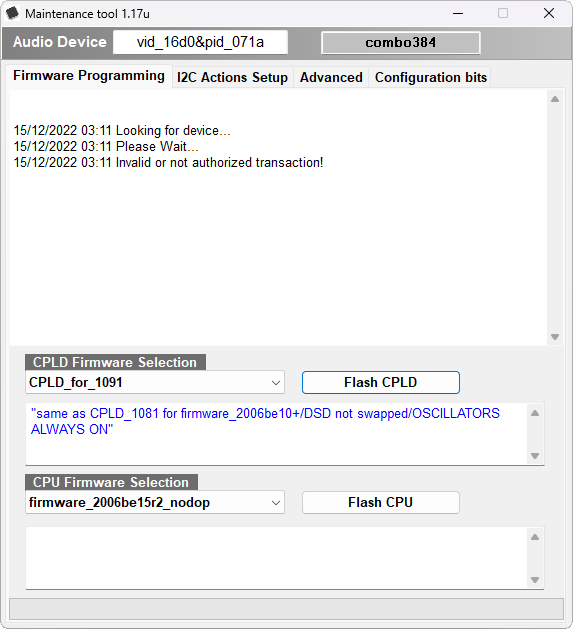 Maintenance tool 1.17u
Audio Device vid_16d0&pid_071a combo384
Firmware Programming I2C Actions Setup Advanced Configuration bits
15/12/2022 03:11 Looking for device...
15/12/2022 03:11 Please Wait...
15/12/2022 03:11 Invalid or not authorized transaction!
CPLD Firmware Selection
CPLD_for_1091 Flash CPLD
"same as CPLD_1081 for firmware_2006be10+/DSD not swapped/OSCILLATORS
ALWAYS ON"
CPU Firmware Selection
firmware_2006be15r2_nodop Flash CPU